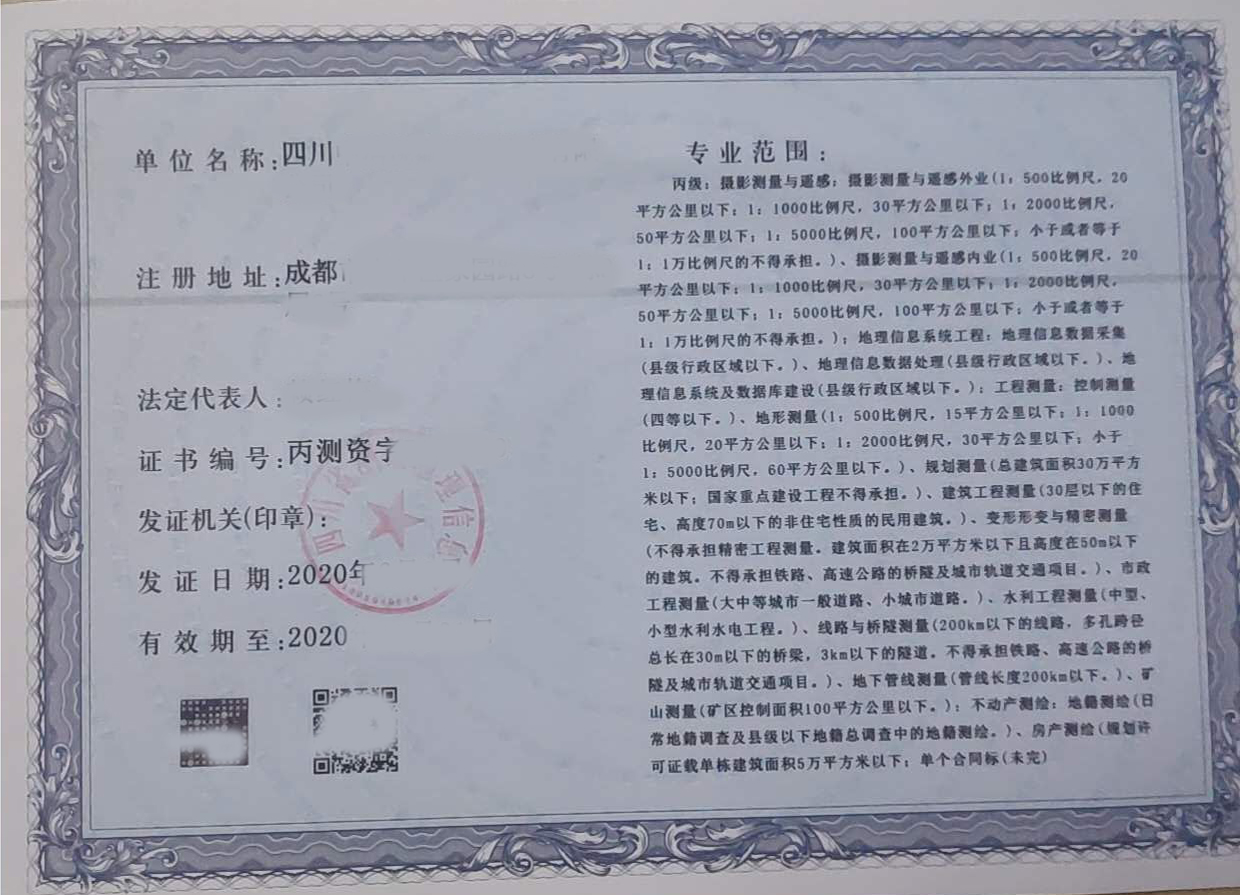 单位名称:四川
注册地址:成都
法定代表人:
证书编号:丙测资字
发证机关(印章):
发证日期:2020年
有效期至:2020
专业范围:
丙级:摄影测量与遥感:摄影测量与遥感外业(1:500比例尺,20
平方公里以下;1:1000比例尺,30平方公里以下;1:2000比例尺,
50平方公里以下;1:5000比例尺,100平方公里以下;小于或者等于
1:1万比例尺的不得承担。)、摄影测量与遥感内业(1:500比例尺,20
平方公里以下;1:1000比例尺,30平方公里以下;1:2000比例尺,
50平方公里以下;1:5000比例尺,100平方公里以下;小于或者等于
1:1万比例尺的不得承担。);地理信息系统工程:地理信息数据采集
(县级行政区域以下。)、地理信息数据处理(县级行政区域以下。)、地
理信息系统及数据库建设(县级行政区域以下。);工程测量:控制测量
(四等以下。)、地形测量(1:500比例尺,15平方公里以下;1:1000
比例尺,20平方公里以下;1:2000比例尺,30平方公里以下;小于
1:5000比例尺,60平方公里以下。)、规划测量(总建筑面积30万平方
米以下;国家重点建设工程不得承担。)、建筑工程测量(30层以下的住
宅、高度70m以下的非住宅性质的民用建筑。)、变形形变与精密测量
(不得承担精密工程测量。建筑面积在2万平方米以下且高度在50m以下
的建筑。不得承担铁路、高速公路的桥隧及城市轨道交通项目。)、市政
工程测量(大中等城市一般道路、小城市道路。)、水利工程测量(中型、
小型水利水电工程。)、线路与桥隧测量(200km以下的线路,多孔跨径
总长在30m以下的桥梁,3km以下的隧道。不得承担铁路、高速公路的桥
隧及城市轨道交通项目。)、地下管线测量(管线长度200km以下。)、矿
山测量(矿区控制面积100平方公里以下。);不动产测绘:地籍测绘(日
常地籍调查及县级以下地籍总调查中的地籍测绘。)、房产测绘(规划许
可证载单栋建筑面积5万平方米以下;单个合同标(未完)